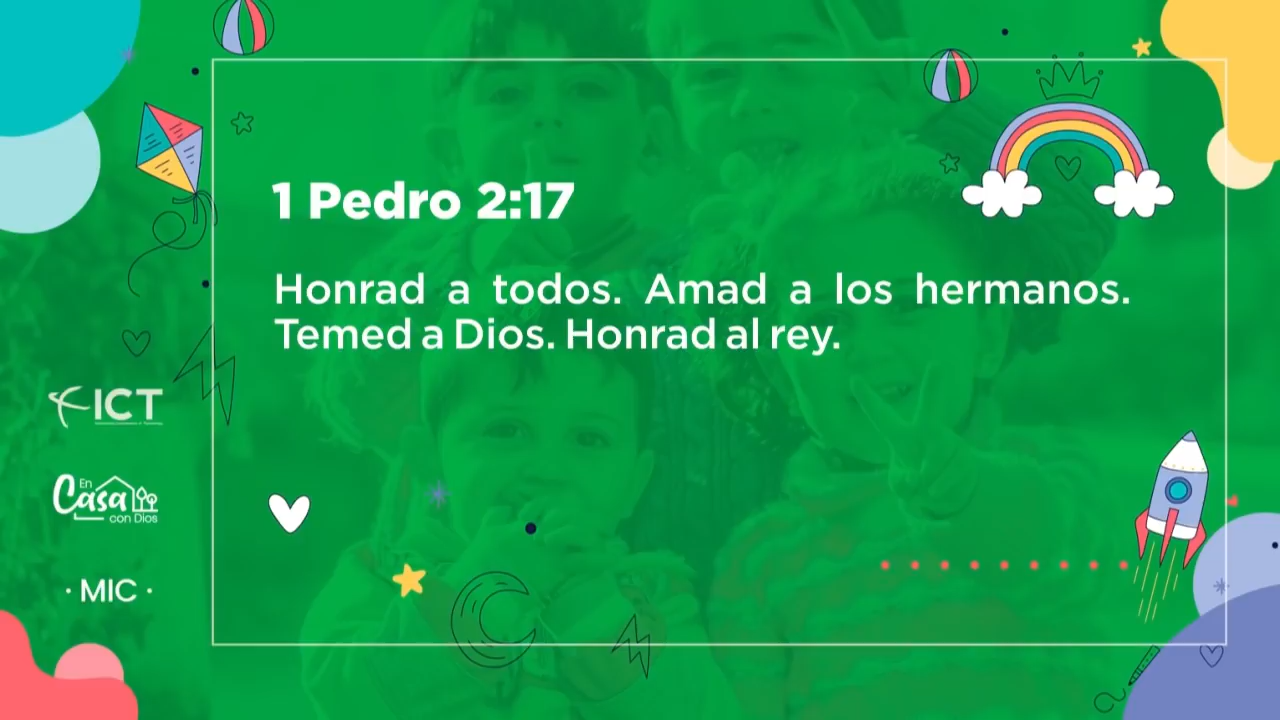 1 Pedro 2:17
Honrad a todos. Amad a los hermanos.
Temed a Dios. Honrad al rey.
ICT
En
Casa
con Dios
· MIC ·